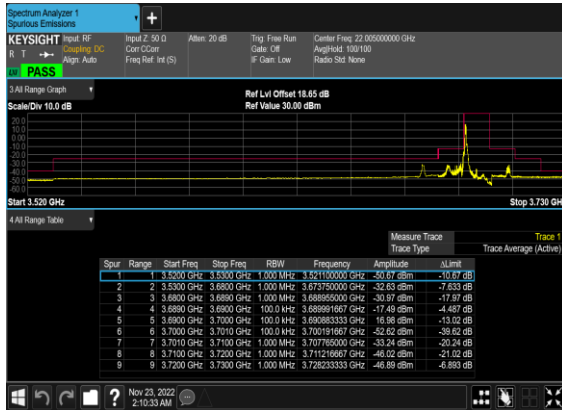 Spectrum Analyzer 1
Spurious Emissions
+
KEYSIGHT Input: RF Input Z: 50 Ω Atten: 20 dB Trig: Free Run Center Freq: 22.005000000 GHz
R T Coupling: DC Corr CCorr Gate: Off Avg|Hold: 100/100
Align: Auto Freq Ref: Int (S) IF Gain: Low Radio Std: None
LXI PASS
3 All Range Graph
Ref Lvl Offset 18.65 dB
Scale/Div 10.0 dB Ref Value 30.00 dBm
20.0
10.0
0.00
-10.0
-20.0
-30.0
-40.0
-50.0
-60.0
Start 3.520 GHz Stop 3.730 GH
4 All Range Table
Measure Trace Trace 1
Trace Type Trace Average (Active)
Spur Range Start Freq Stop Freq RBW Frequency Amplitude ΔLimit
1 1 3.5200 GHz 3.5300 GHz 1.000 MHz 3.521100000 GHz -50.67 dBm -10.67 dB
2 2 3.5300 GHz 3.6800 GHz 1.000 MHz 3.673750000 GHz -32.63 dBm -7.633 dB
3 3 3.6800 GHz 3.6890 GHz 1.000 MHz 3.688955000 GHz -30.97 dBm -17.97 dB
4 4 3.6890 GHz 3.6900 GHz 100.0 kHz 3.689991667 GHz -17.49 dBm -4.487 dB
5 5 3.6900 GHz 3.7000 GHz 100.0 kHz 3.690883333 GHz 16.98 dBm -13.02 dB
6 6 3.7000 GHz 3.7010 GHz 100.0 kHz 3.700191667 GHz -52.62 dBm -39.62 dB
7 7 3.7010 GHz 3.7100 GHz 1.000 MHz 3.707765000 GHz -33.24 dBm -20.24 dB
8 8 3.7100 GHz 3.7200 GHz 1.000 MHz 3.711216667 GHz -46.02 dBm -21.02 dB
9 9 3.7200 GHz 3.7300 GHz 1.000 MHz 3.728233333 GHz -46.89 dBm -6.893 dB
? Nov 23, 2022
2:10:33 AM